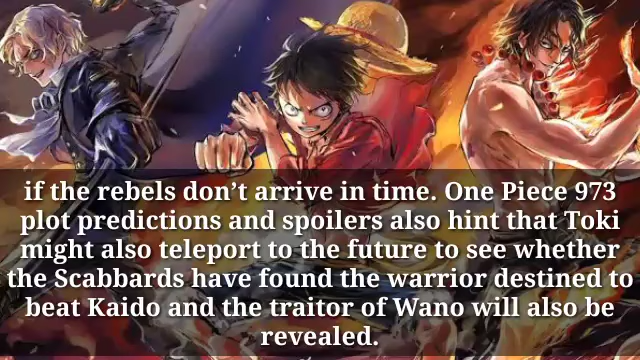 if the rebels don’t arrive in time. One Piece 973
plot predictions and spoilers also hint that Toki
might also teleport to the future to see whether
the Scabbards have found the warrior destined to
beat Kaido and the traitor of Wano will also be
revealed.